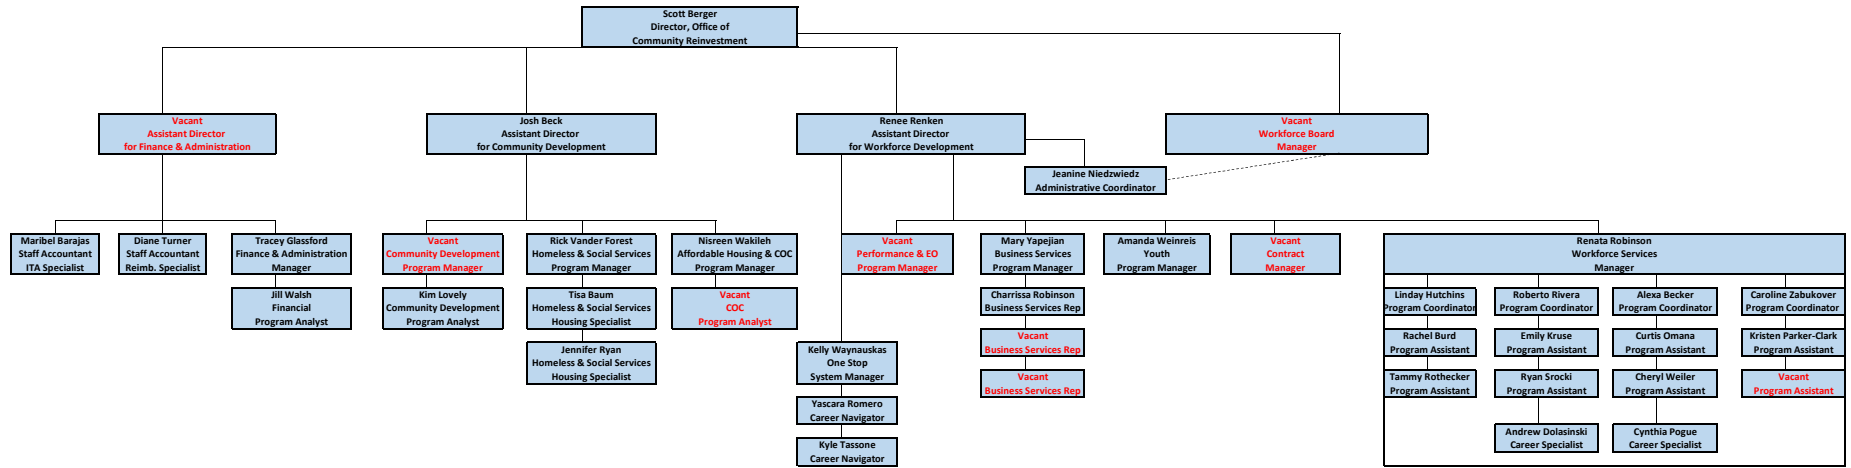 Scott Berger
Director, Office of
Community Reinvestment
Vacant
Assistant Director
for Finance & Administration
Josh Beck
Assistant Director
for Community Development
Renee Renken
Assistant Director
for Workforce Development
Vacant
Workforce Board
Manager
Jeanine Niedzwiedz
Administrative Coordinator
Maribel Barajas
Staff Accountant
ITA Specialist
Diane Turner
Staff Accountant
Reimb. Specialist
Tracey Glassford
Finance & Administration
Manager
Jill Walsh
Financial
Program Analyst
Vacant
Community Development
Program Manager
Kim Lovely
Community Development
Program Analyst
Rick Vander Forest
Homeless & Social Services
Program Manager
Tisa Baum
Homeless & Social Services
Housing Specialist
Jennifer Ryan
Homeless & Social Services
Housing Specialist
Nisreen Wakileh
Affordable Housing & COC
Program Manager
Vacant
COC
Program Analyst
Kelly Waynauskas
One Stop
System Manager
Yascara Romero
Career Navigator
Kyle Tassone
Career Navigator
Vacant
Performance & EO
Program Manager
Mary Yapejian
Business Services
Program Manager
Charrissa Robinson
Business Services Rep
Vacant
Business Services Rep
Vacant
Business Services Rep
Amanda Weinreis
Youth
Program Manager
Vacant
Contract
Manager
Renata Robinson
Workforce Services
Manager
Linday Hutchins
Program Coordinator
Rachel Burd
Program Assistant
Tammy Rothecker
Program Assistant
Roberto Rivera
Program Coordinator
Emily Kruse
Program Assistant
Ryan Srocki
Program Assistant
Andrew Dolasinski
Career Specialist
Alexa Becker
Program Coordinator
Curtis Omana
Program Assistant
Cheryl Weiler
Program Assistant
Cynthia Pogue
Career Specialist
Caroline Zabukover
Program Coordinator
Kristen Parker-Clark
Program Assistant
Vacant
Program Assistant